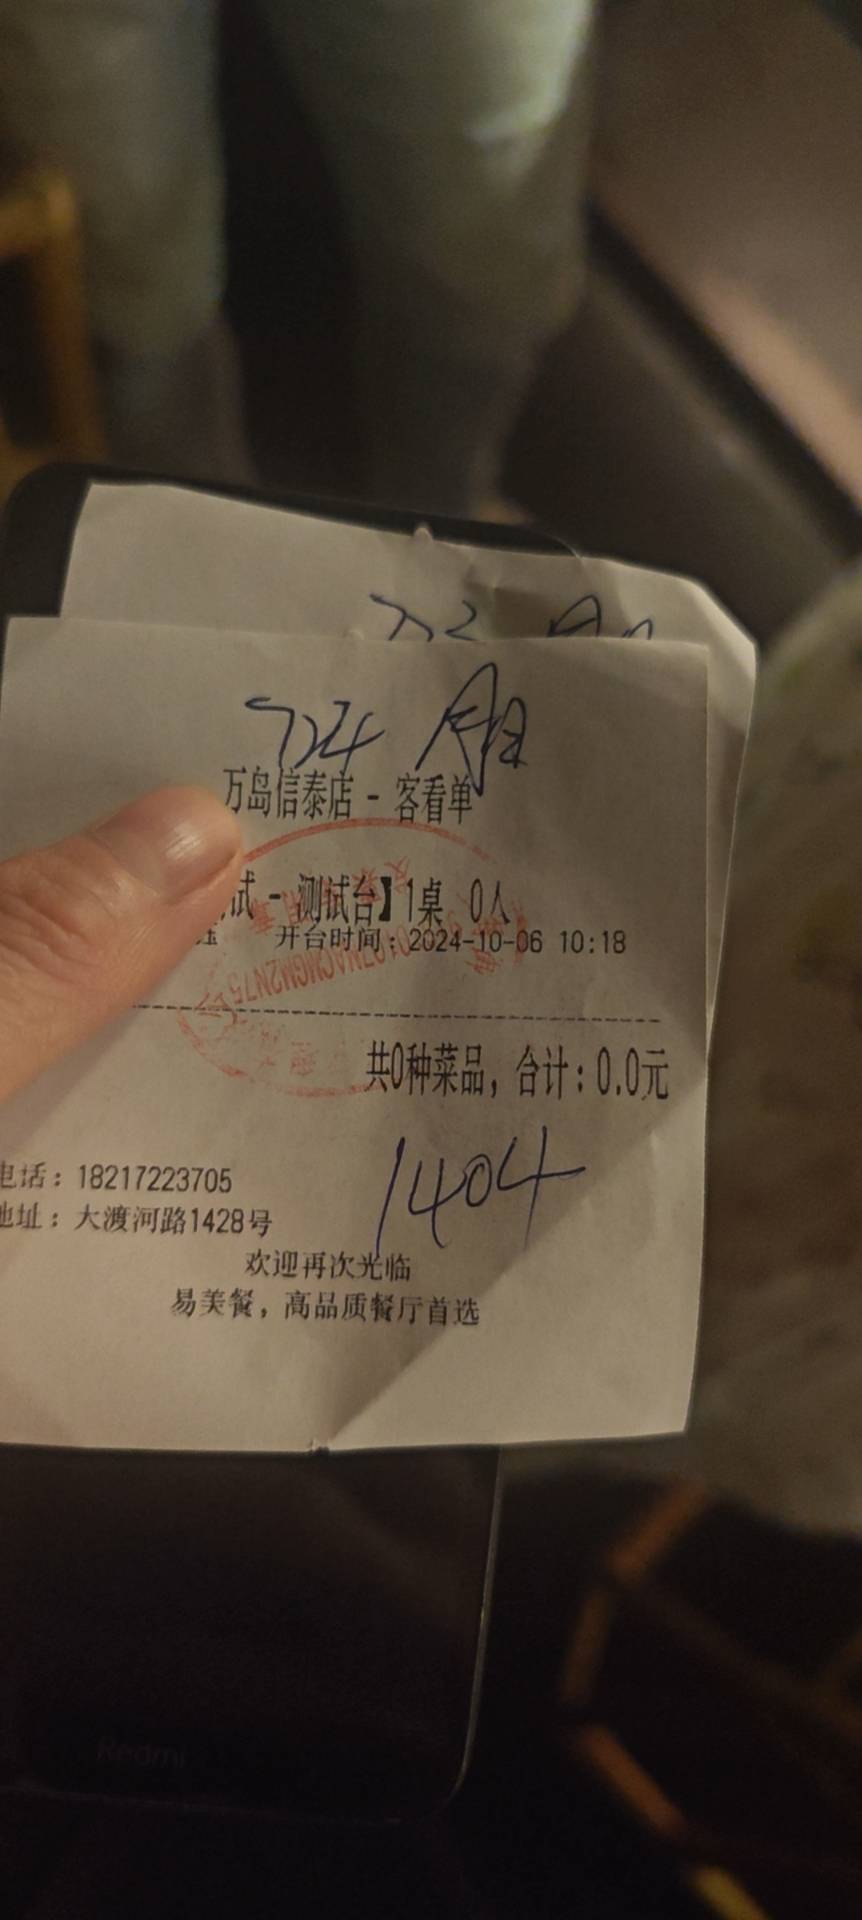 万岛信泰店 - 客看单
试 - 测试台】1桌 0人
开台时间：2024-10-06 10:18
0107NACMGM2N75
共0种菜品，合计：0.0元
1404
电话：18217223705
地址：大渡河路1428号
欢迎再次光临
易美餐，高品质餐厅首选
Redmi